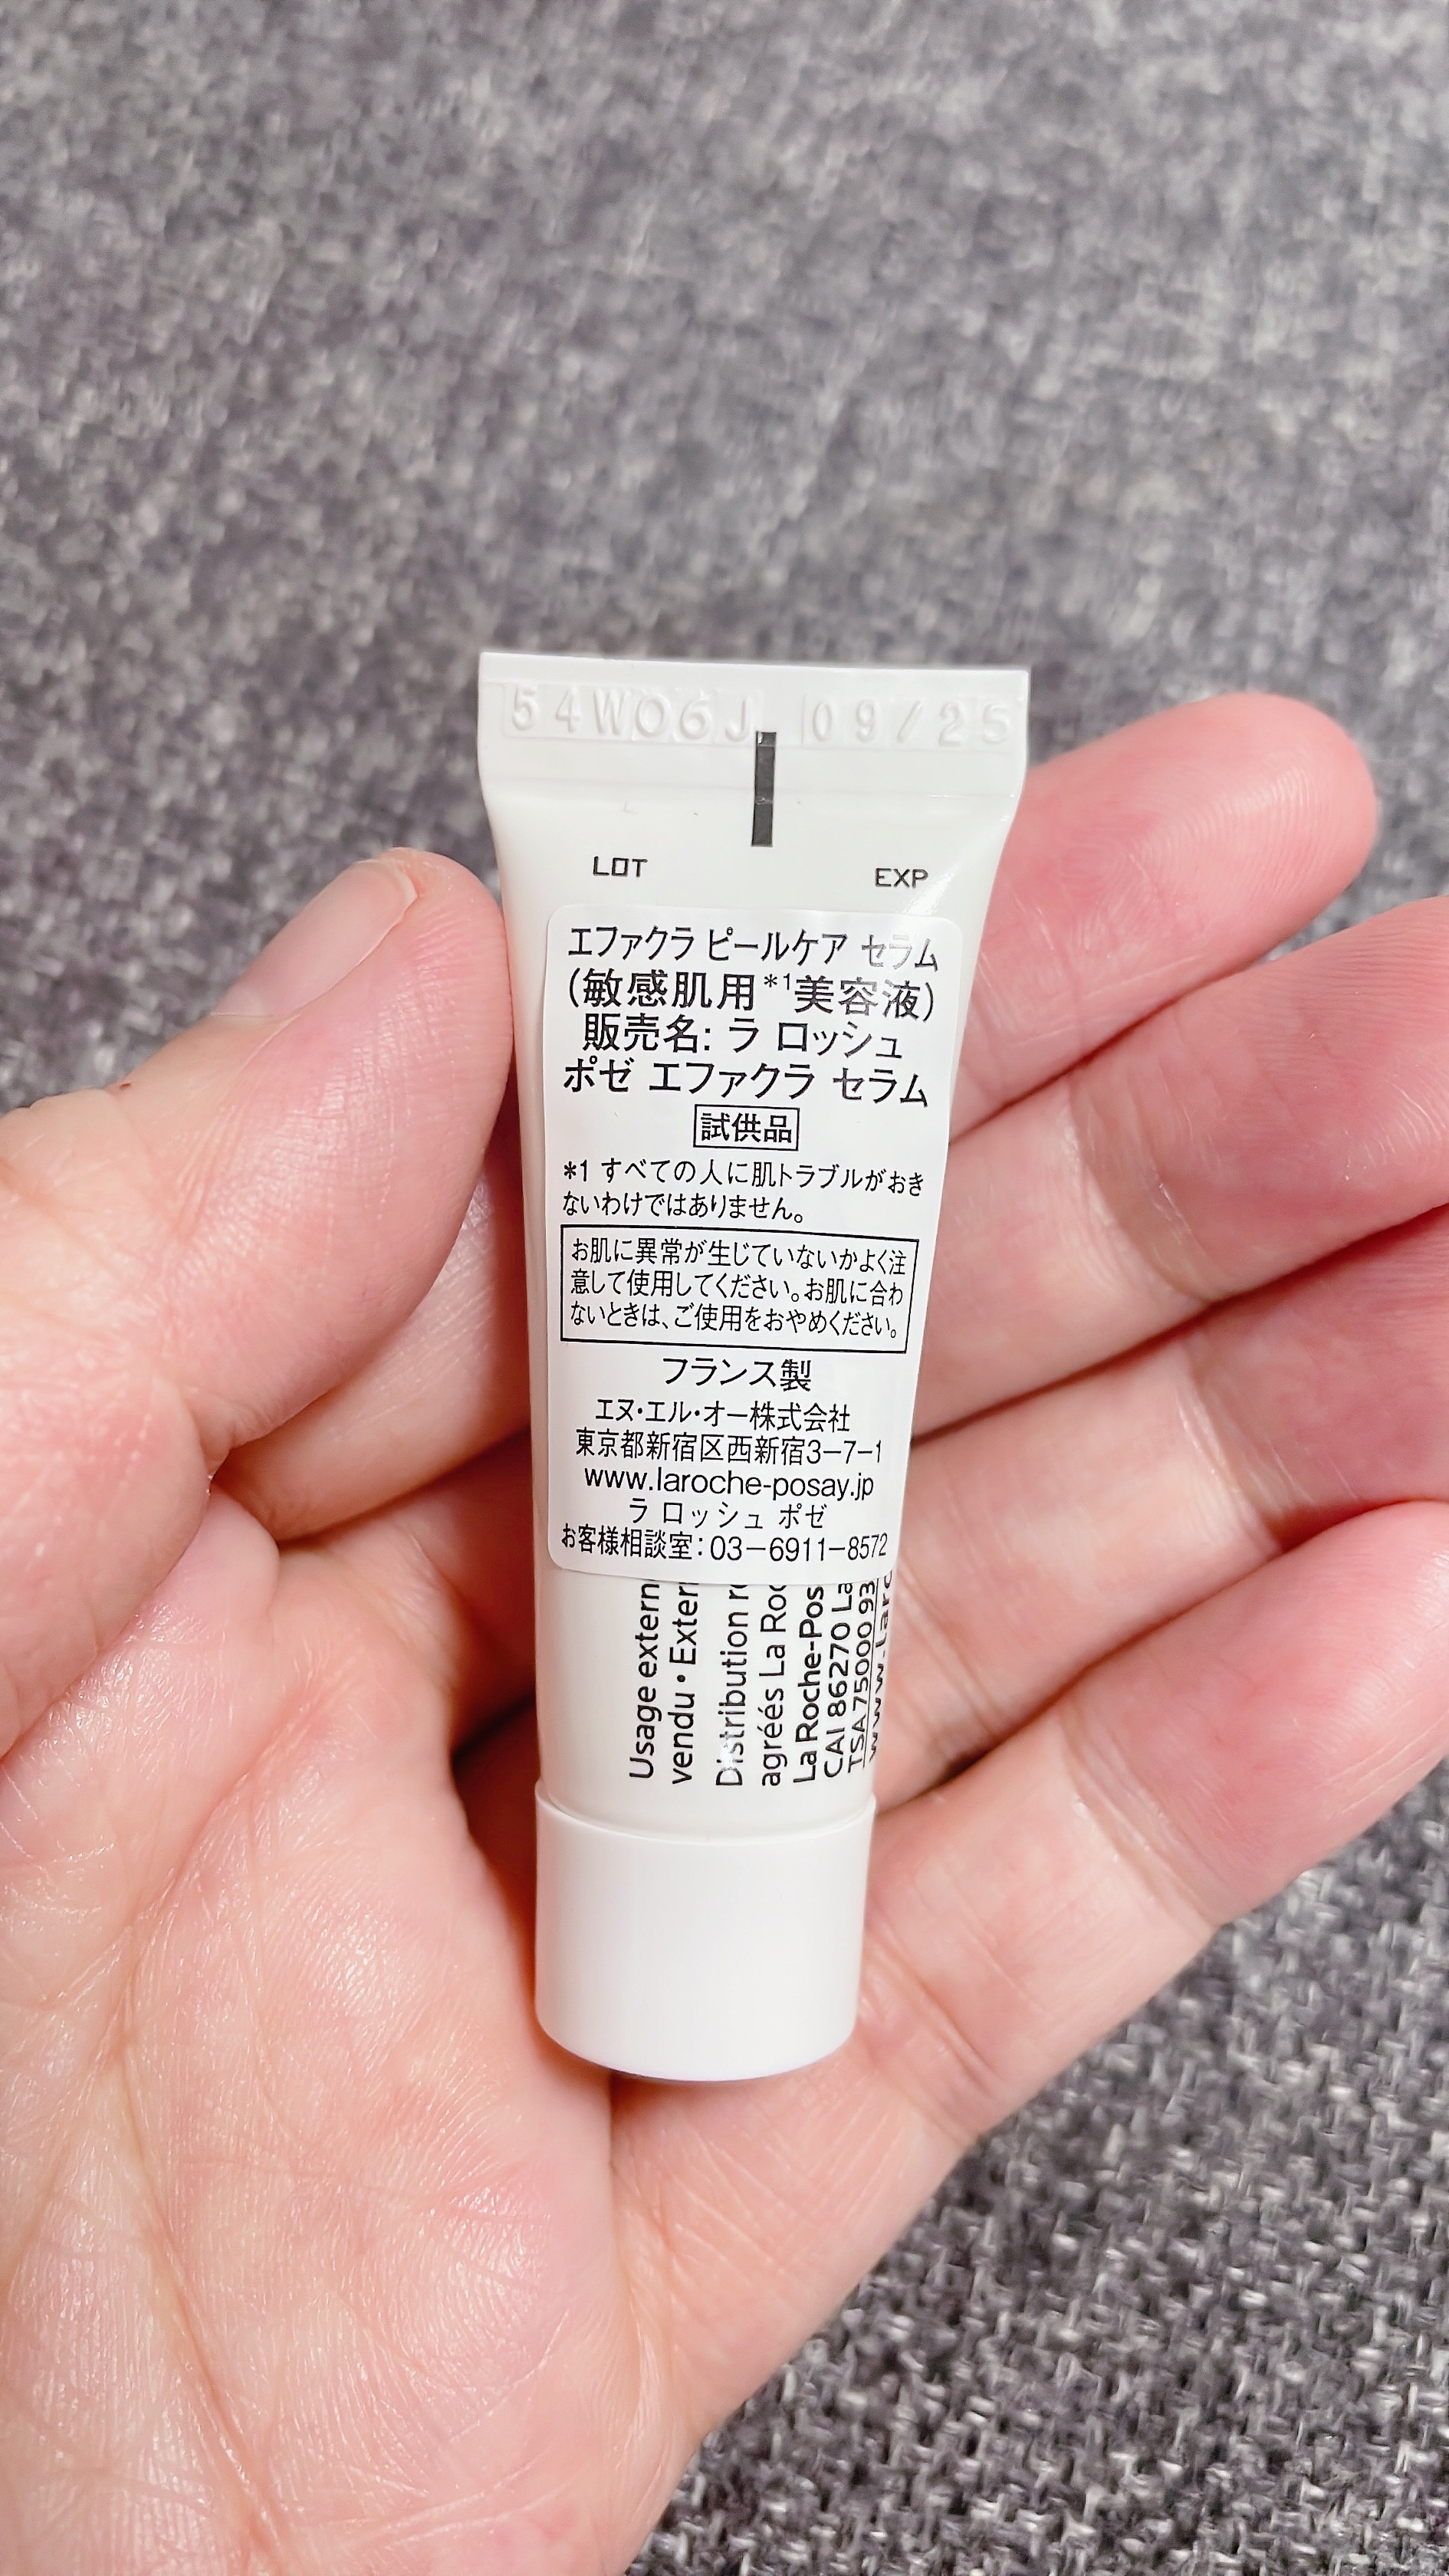 54W06J 09/25
LOT EXP
エファクラ ピールケア セラム
(敏感肌用*1美容液)
販売名: ラ ロッシュ
ポゼ エファクラ セラム
試供品
*1 すべての人に肌トラブルがおき
ないわけではありません。
お肌に異常が生じていないかよく注
意して使用してください。お肌に合わ
ないときは、ご使用をおやめください。
フランス製
エヌ・エル・オー株式会社
東京都新宿区西新宿3-7-1
www.laroche-posay.jp
ラ ロッシュ ポゼ
お客様相談室:03-6911-8572
Usage extern
vendu • Exter
Distribution
agréés La Roc
La Roche-Pos
CAI 86270 La
TSA 75000 93